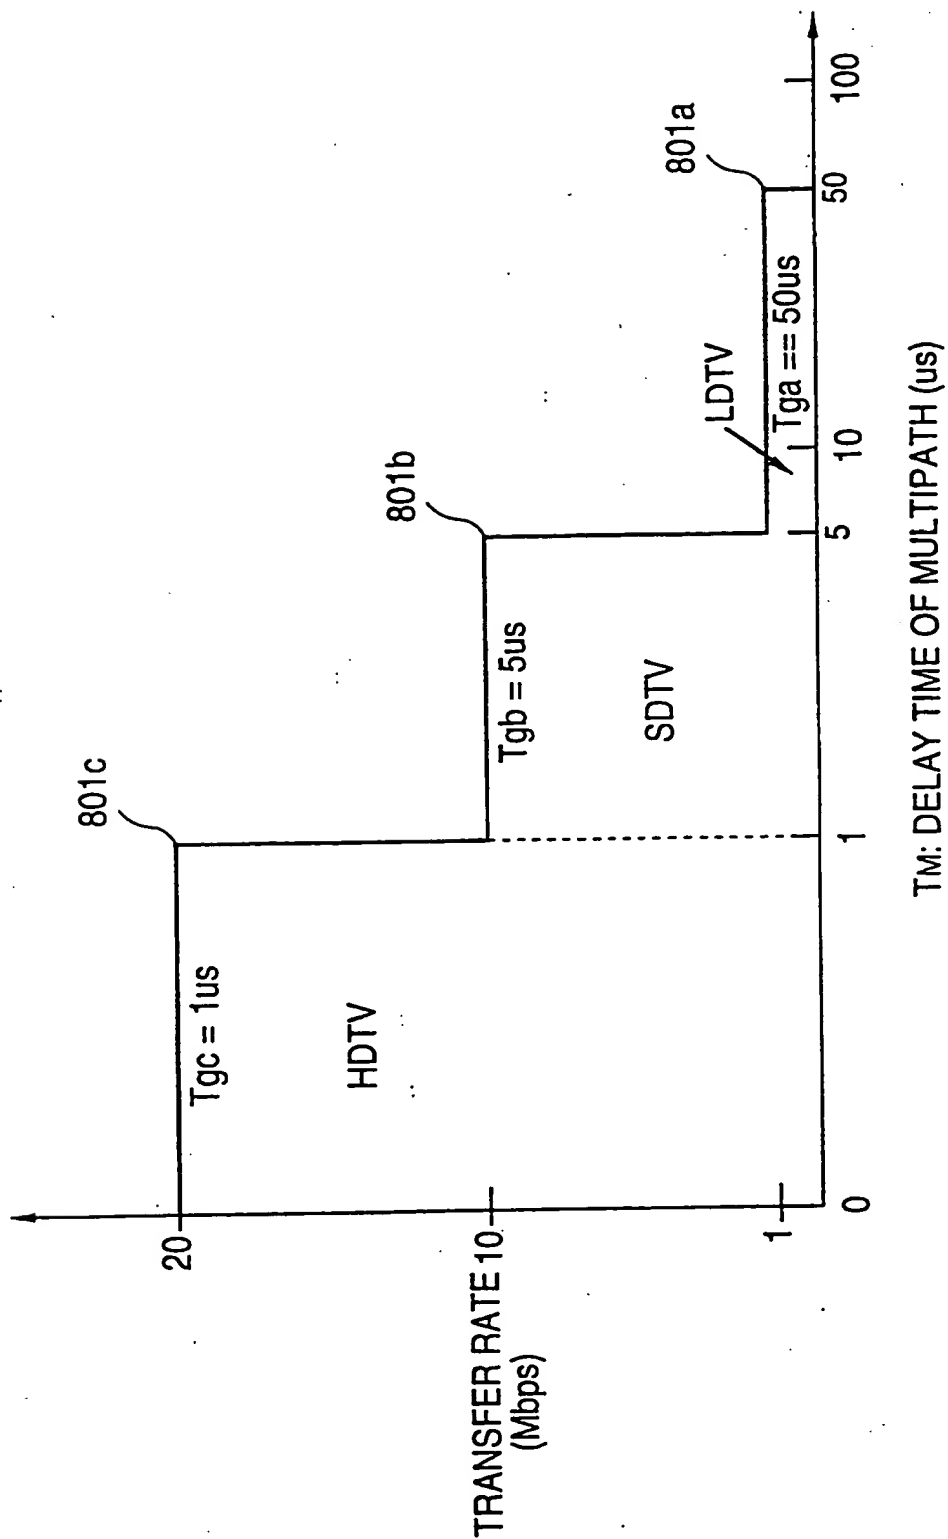 801c
20
Tgc = 1us
HDTV
801b
TRANSFER RATE 10
(Mbps)
Tgb = 5us
SDTV
801a
LDTV
Tga == 50us
1
0
1
5
10
50
100
TM: DELAY TIME OF MULTIPATH (us)